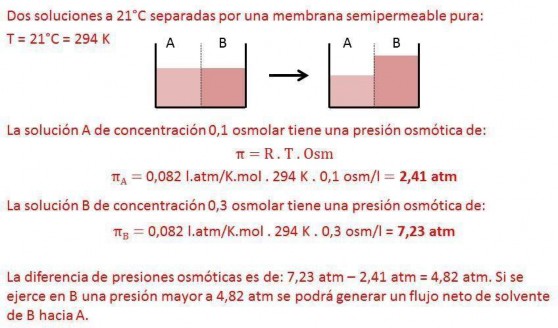 Dos soluciones a 21°C separadas por una membrana semipermeable pura:
T = 21°C = 294 K
A B A B
La solución A de concentración 0,1 osmolar tiene una presión osmótica de:
π = R . T . Osm
π_A = 0,082 l.atm/K.mol . 294 K . 0,1 osm/l = 2,41 atm
La solución B de concentración 0,3 osmolar tiene una presión osmótica de:
π_B = 0,082 l.atm/K.mol . 294 K . 0,3 osm/l = 7,23 atm
La diferencia de presiones osmóticas es de: 7,23 atm – 2,41 atm = 4,82 atm. Si se
ejerce en B una presión mayor a 4,82 atm se podrá generar un flujo neto de solvente
de B hacia A.